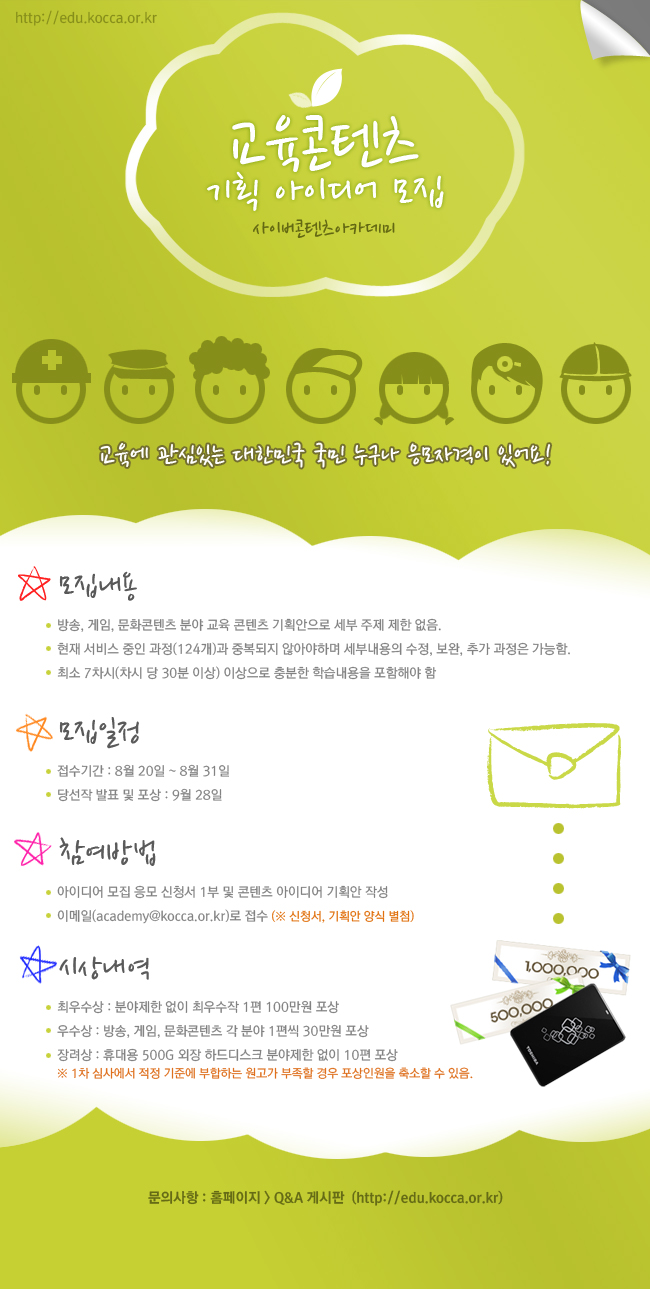 http://edu.kocca.or.kr
교육콘텐츠
기획 아이디어 모집
사이버콘텐츠아카데미
교육에 관심있는 대한민국 국민 누구나 응모자격이 있어요!
모집내용
방송, 게임, 문화콘텐츠 분야 교육 콘텐츠 기획안으로 세부 주제 제한 없음.
현재 서비스 중인 과정(124개)과 중복되지 않아야하며 세부내용의 수정, 보완, 추가 과정은 가능함.
최소 7차시(차시 당 30분 이상) 이상으로 충분한 학습내용을 포함해야 함
모집일정
접수기간 : 8월 20일 ~ 8월 31일
당선작 발표 및 포상 : 9월 28일
참여방법
아이디어 모집 응모 신청서 1부 및 콘텐츠 아이디어 기획안 작성
이메일(academy@kocca.or.kr)로 접수 (※ 신청서, 기획안 양식 별첨)
시상내역
최우수상 : 분야제한 없이 최우수작 1편 100만원 포상
우수상 : 방송, 게임, 문화콘텐츠 각 분야 1편씩 30만원 포상
장려상 : 휴대용 500G 외장 하드디스크 분야제한 없이 10편 포상
※ 1차 심사에서 적정 기준에 부합하는 원고가 부족할 경우 포상인원을 축소할 수 있음.
1,000,000
500,000
TOSHIBA
문의사항 : 홈페이지 > Q&A 게시판 (http://edu.kocca.or.kr)